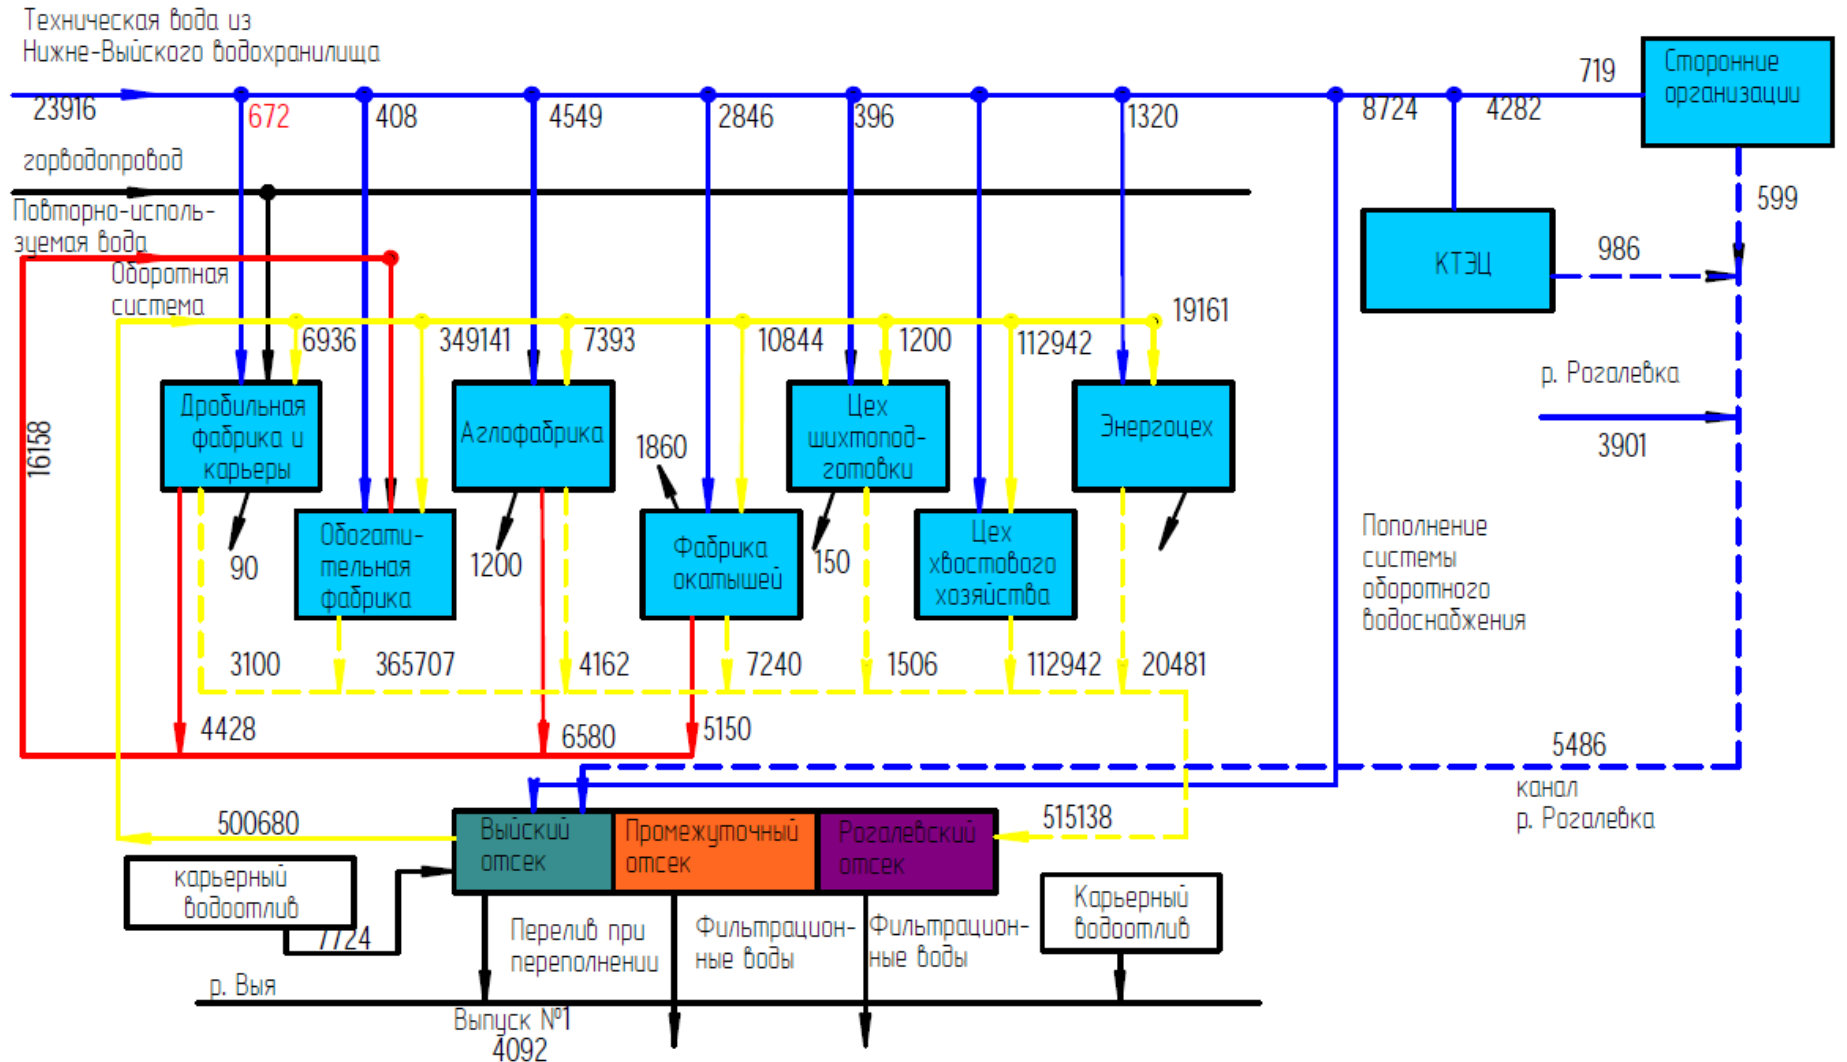 Техническая вода из
Нижне-Выйского водохранилища
23916
672
408
4549
2846
396
1320
8724
4282
719
Сторонние
организации
горводопровод
599
Повторно-исполь-
зуемая вода
Оборотная
система
986
КТЭЦ
6936
349141
7393
10844
1200
112942
19161
р. Рогалевка
3901
16158
Дробильная
фабрика и
карьеры
Аглофабрика
1860
Цех
шихтопод-
готовки
Энергоцех
90
Обогати-
тельная
фабрика
1200
Фабрика
окатышей
150
Цех
хвостового
хозяйства
Пополнение
системы
оборотного
водоснабжения
3100
365707
4162
7240
1506
112942
20481
4428
6580
5150
5486
канал
р. Рогалевка
500680
Выйский
отсек
Промежуточный
отсек
Рогалевский
отсек
515138
карьерный
водоотлив
7724
Карьерный
водоотлив
Перелив при
переполнении
Фильтрацион-
ные воды
Фильтрацион-
ные воды
р. Выя
Выпуск №1
4092